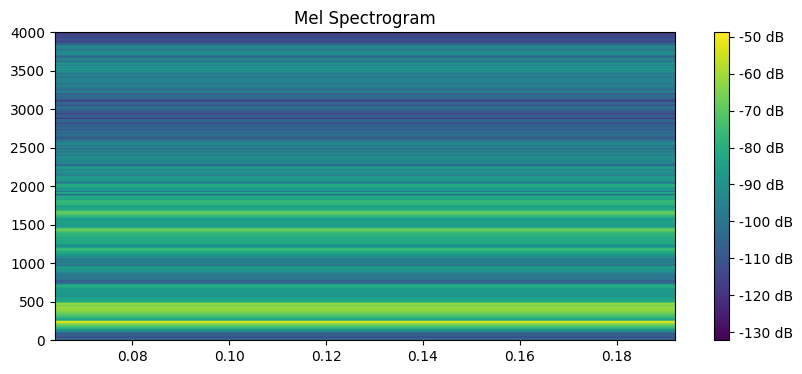 Mel Spectrogram
4000
3500
3000
2500
2000
1500
1000
500
0
0.08 0.10 0.12 0.14 0.16 0.18
-50 dB
-60 dB
-70 dB
-80 dB
-90 dB
-100 dB
-110 dB
-120 dB
-130 dB